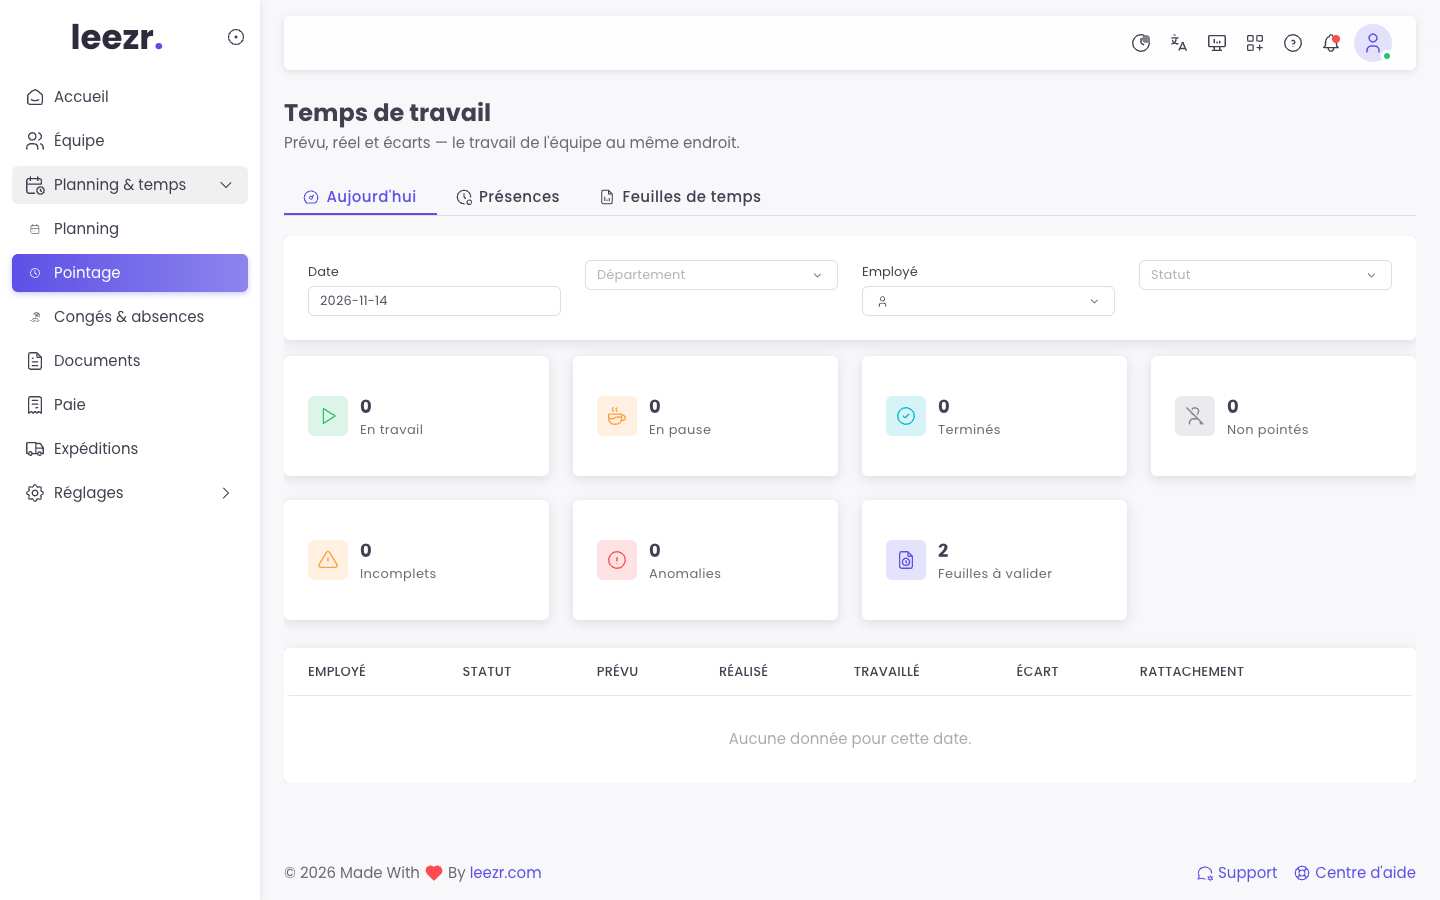 leezr.
Accueil
Équipe
Planning & temps
Planning
Pointage
Congés & absences
Documents
Paie
Expéditions
Réglages
Temps de travail
Prévu, réel et écarts — le travail de l'équipe au même endroit.
Aujourd'hui
Présences
Feuilles de temps
Date
2026-11-14
Département
Employé
Statut
0
En travail
0
En pause
0
Terminés
0
Non pointés
0
Incomplets
0
Anomalies
2
Feuilles à valider
EMPLOYÉ STATUT PRÉVU RÉALISÉ TRAVAILLÉ ÉCART RATTACHEMENT
Aucune donnée pour cette date.
© 2026 Made With By leezr.com
Support
Centre d'aide